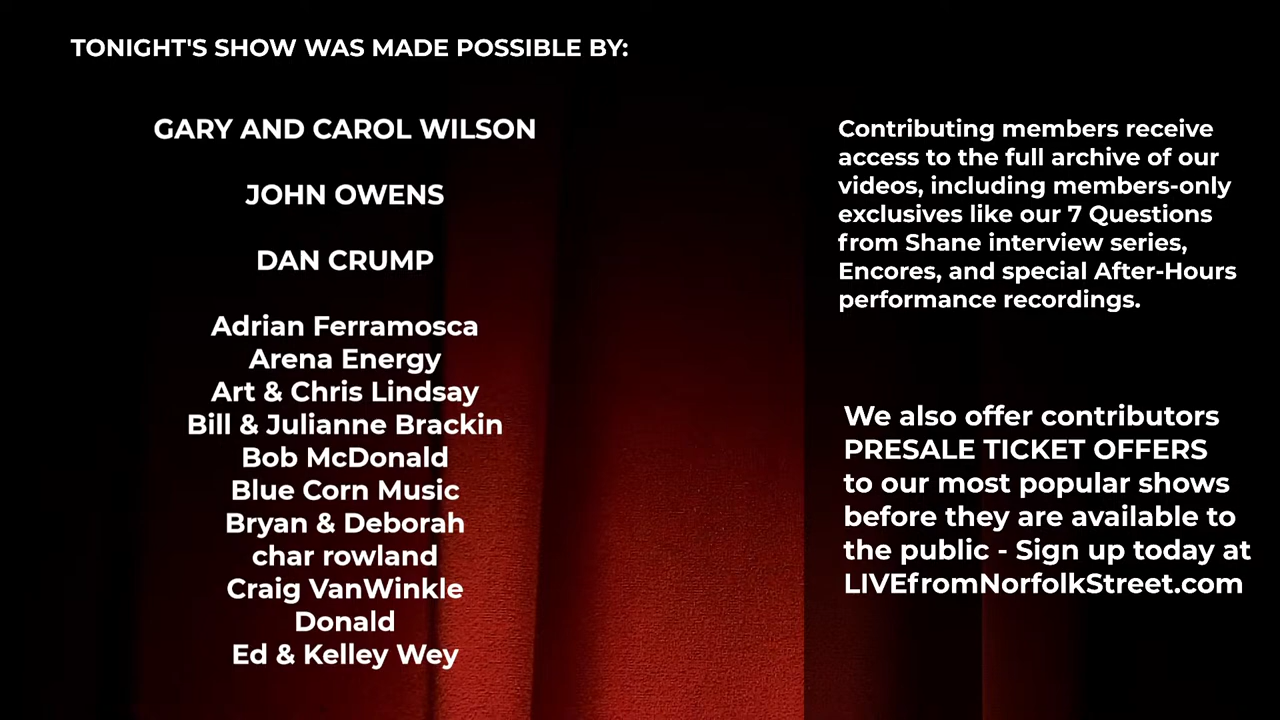 TONIGHT'S SHOW WAS MADE POSSIBLE BY:
GARY AND CAROL WILSON
JOHN OWENS
DAN CRUMP
Adrian Ferramosca
Arena Energy
Art & Chris Lindsay
Bill & Julianne Brackin
Bob McDonald
Blue Corn Music
Bryan & Deborah
char rowland
Craig VanWinkle
Donald
Ed & Kelley Wey
Contributing members receive
access to the full archive of our
videos, including members-only
exclusives like our 7 Questions
from Shane interview series,
Encores, and special After-Hours
performance recordings.
We also offer contributors
PRESALE TICKET OFFERS
to our most popular shows
before they are available to
the public - Sign up today at
LIVEfromNorfolkStreet.com